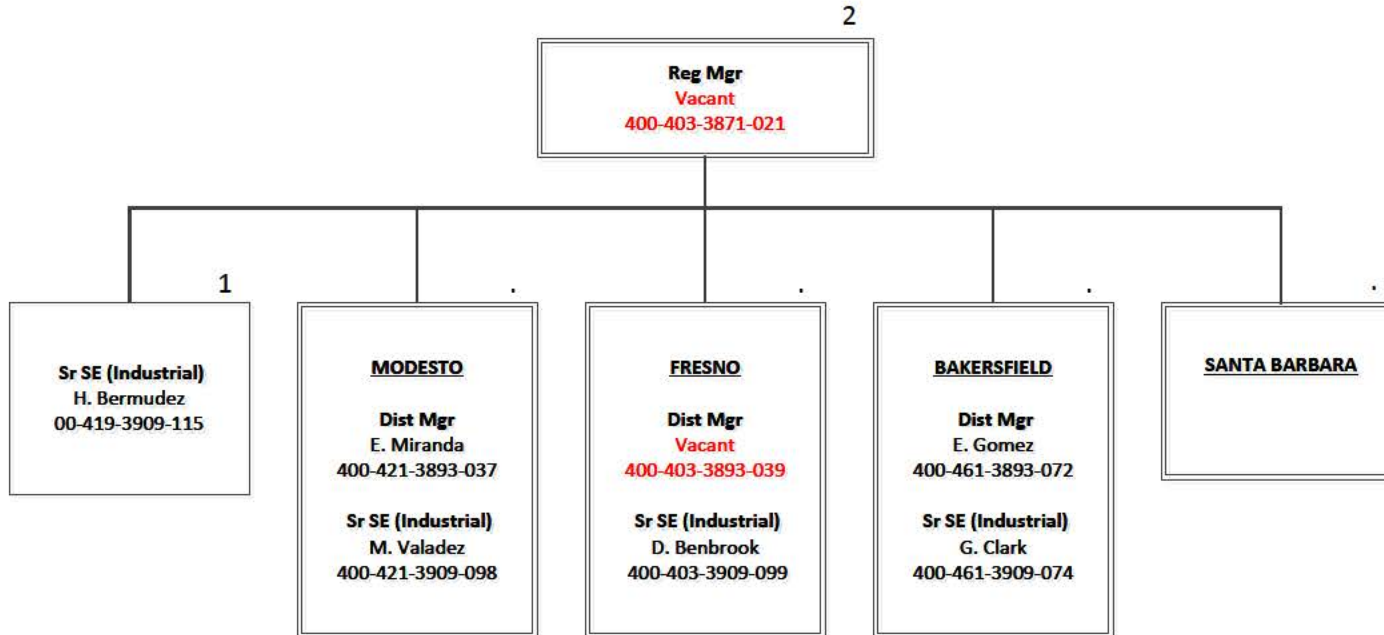 2
Reg Mgr
Vacant
400-403-3871-021
1
Sr SE (Industrial)
H. Bermudez
00-419-3909-115
.
MODESTO
Dist Mgr
E. Miranda
400-421-3893-037
Sr SE (Industrial)
M. Valadez
400-421-3909-098
.
FRESNO
Dist Mgr
Vacant
400-403-3893-039
Sr SE (Industrial)
D. Benbrook
400-403-3909-099
.
BAKERSFIELD
Dist Mgr
E. Gomez
400-461-3893-072
Sr SE (Industrial)
G. Clark
400-461-3909-074
.
SANTA BARBARA